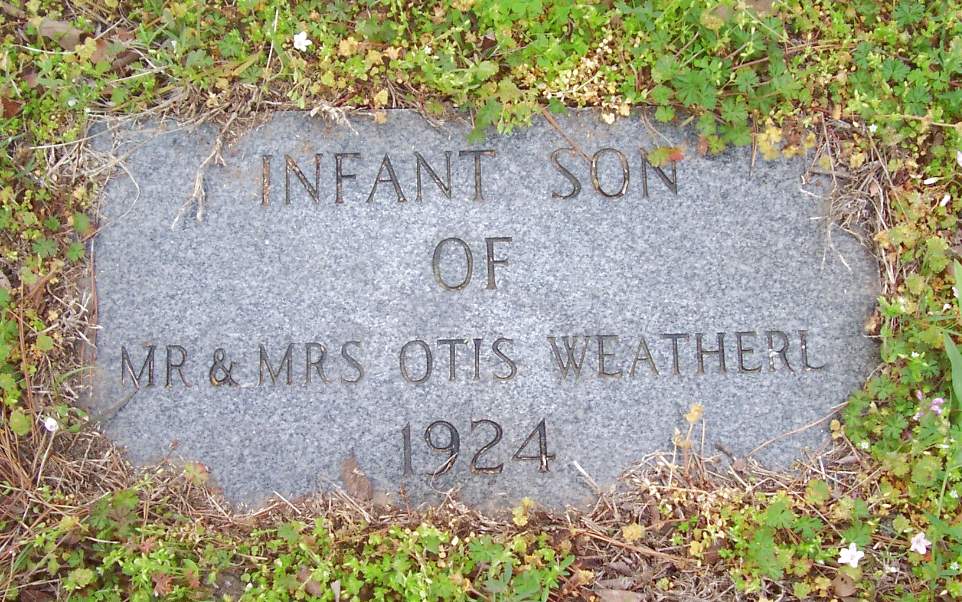 INFANT SON
OF
MR & MRS OTIS WEATHERL
1924